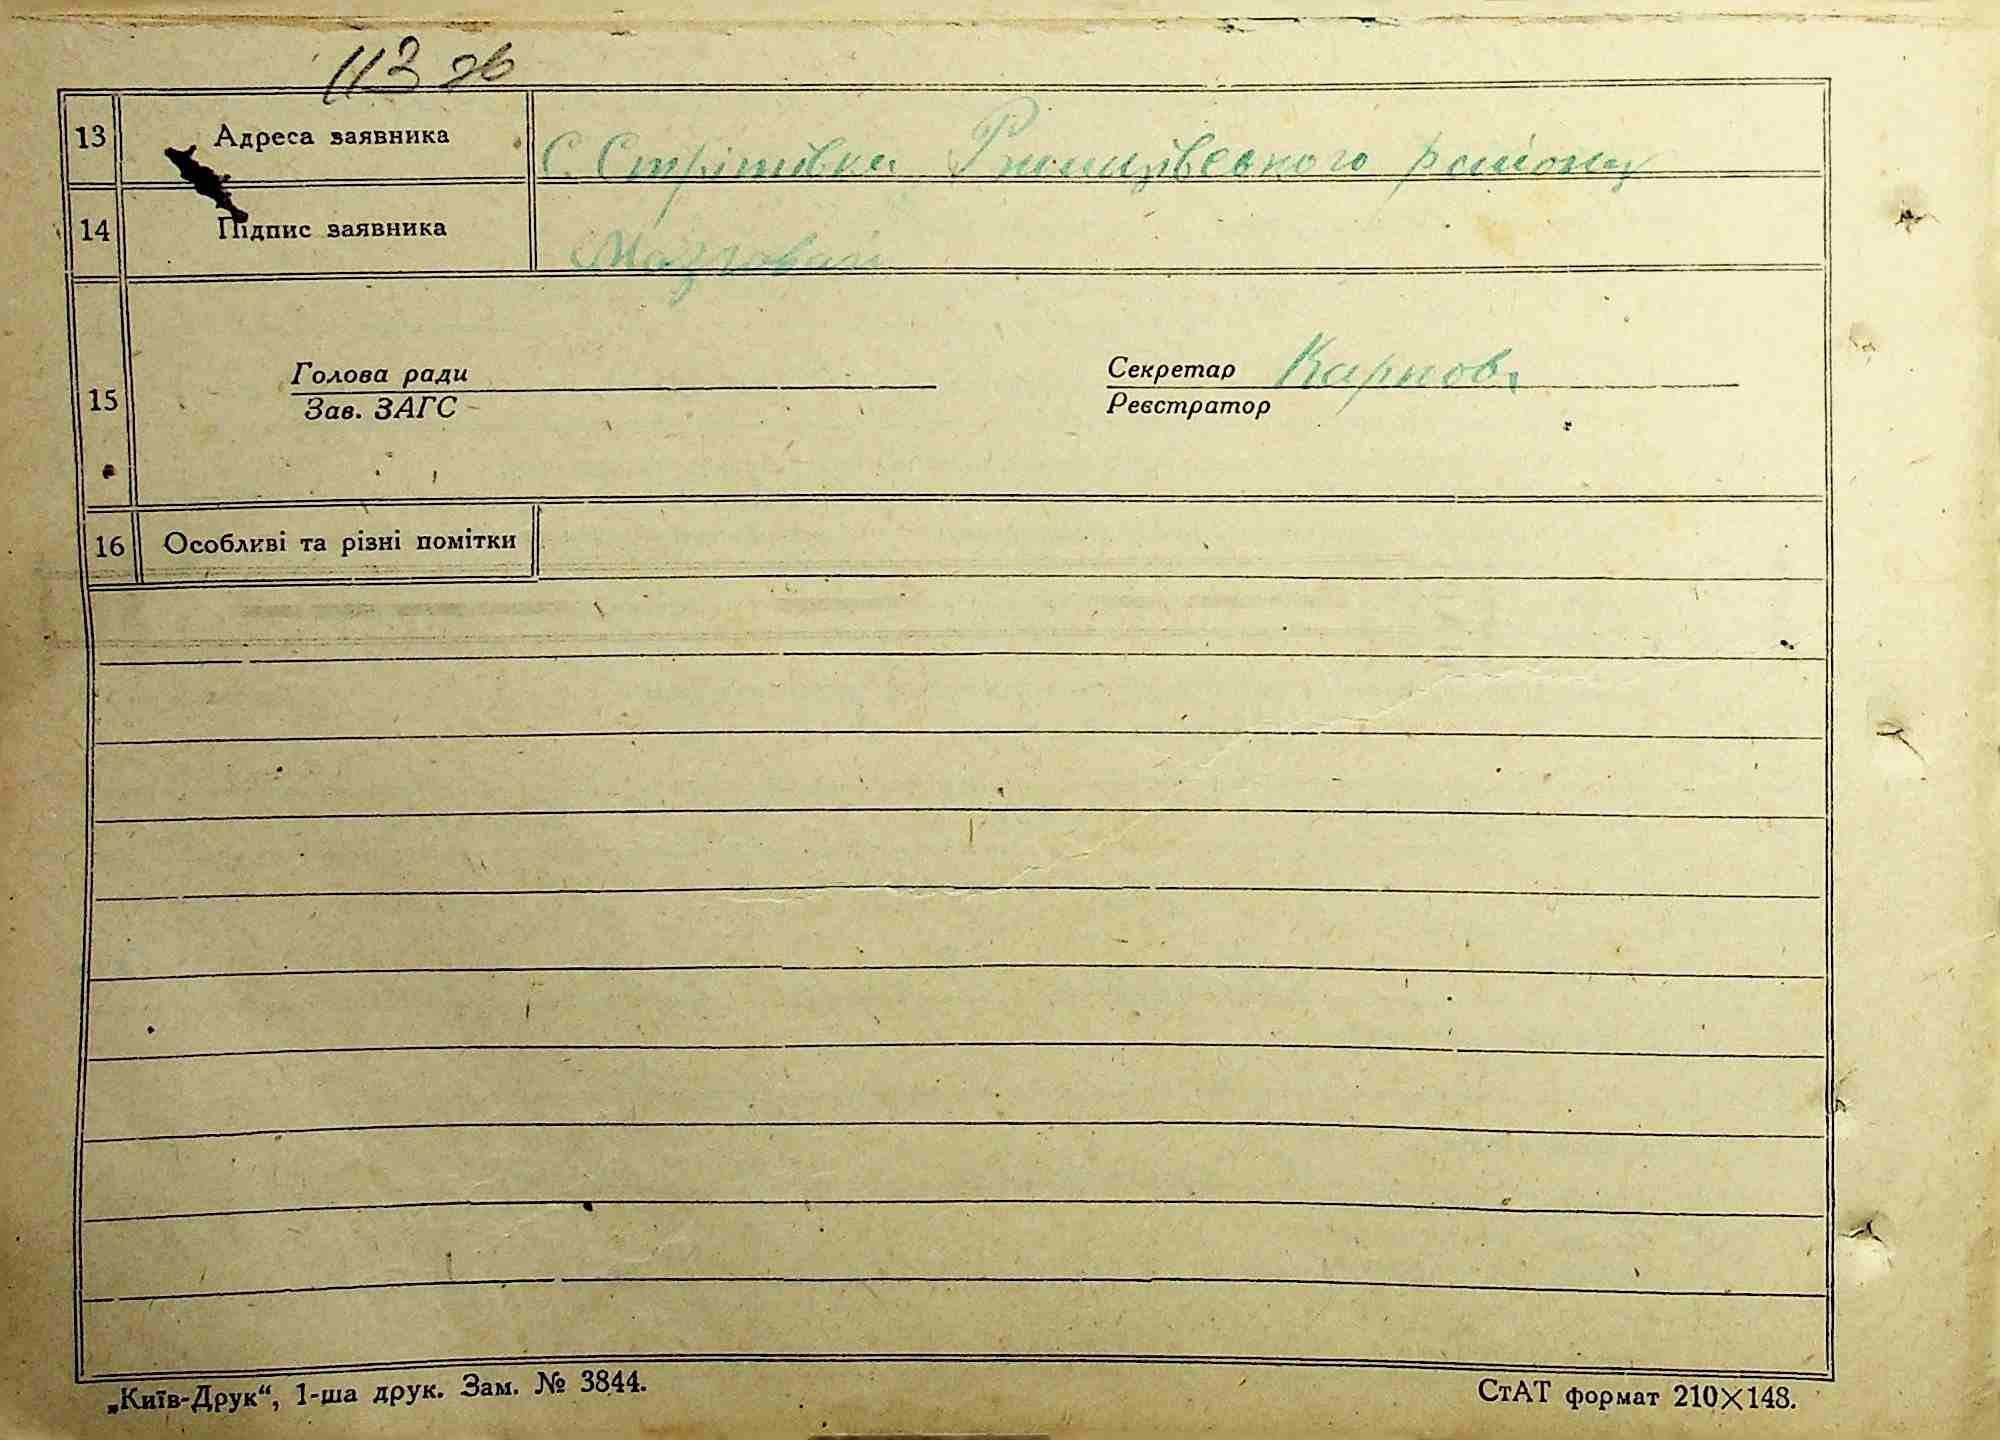 113 зв
13 Адреса заявника С. Стрітівка Ржищівського району
14 Підпис заявника
15 Голова ради Секретар Карпов
Зав. ЗАГС Реєстратор
16 Особливі та різні помітки
„Київ-Друк“, 1-ша друк. Зам. № 3844. СтАТ формат 210×148.